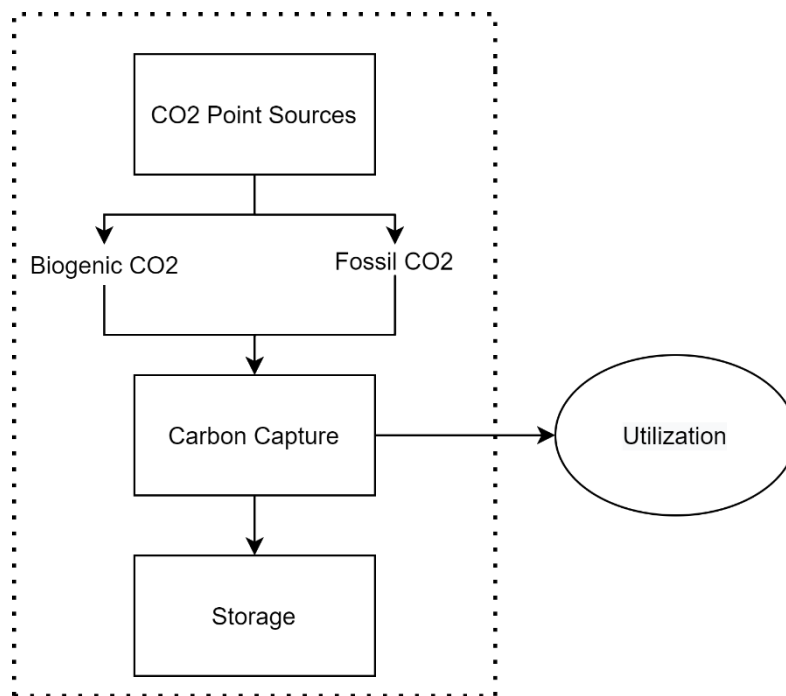 CO2 Point Sources
Biogenic CO2
Fossil CO2
Carbon Capture
Utilization
Storage